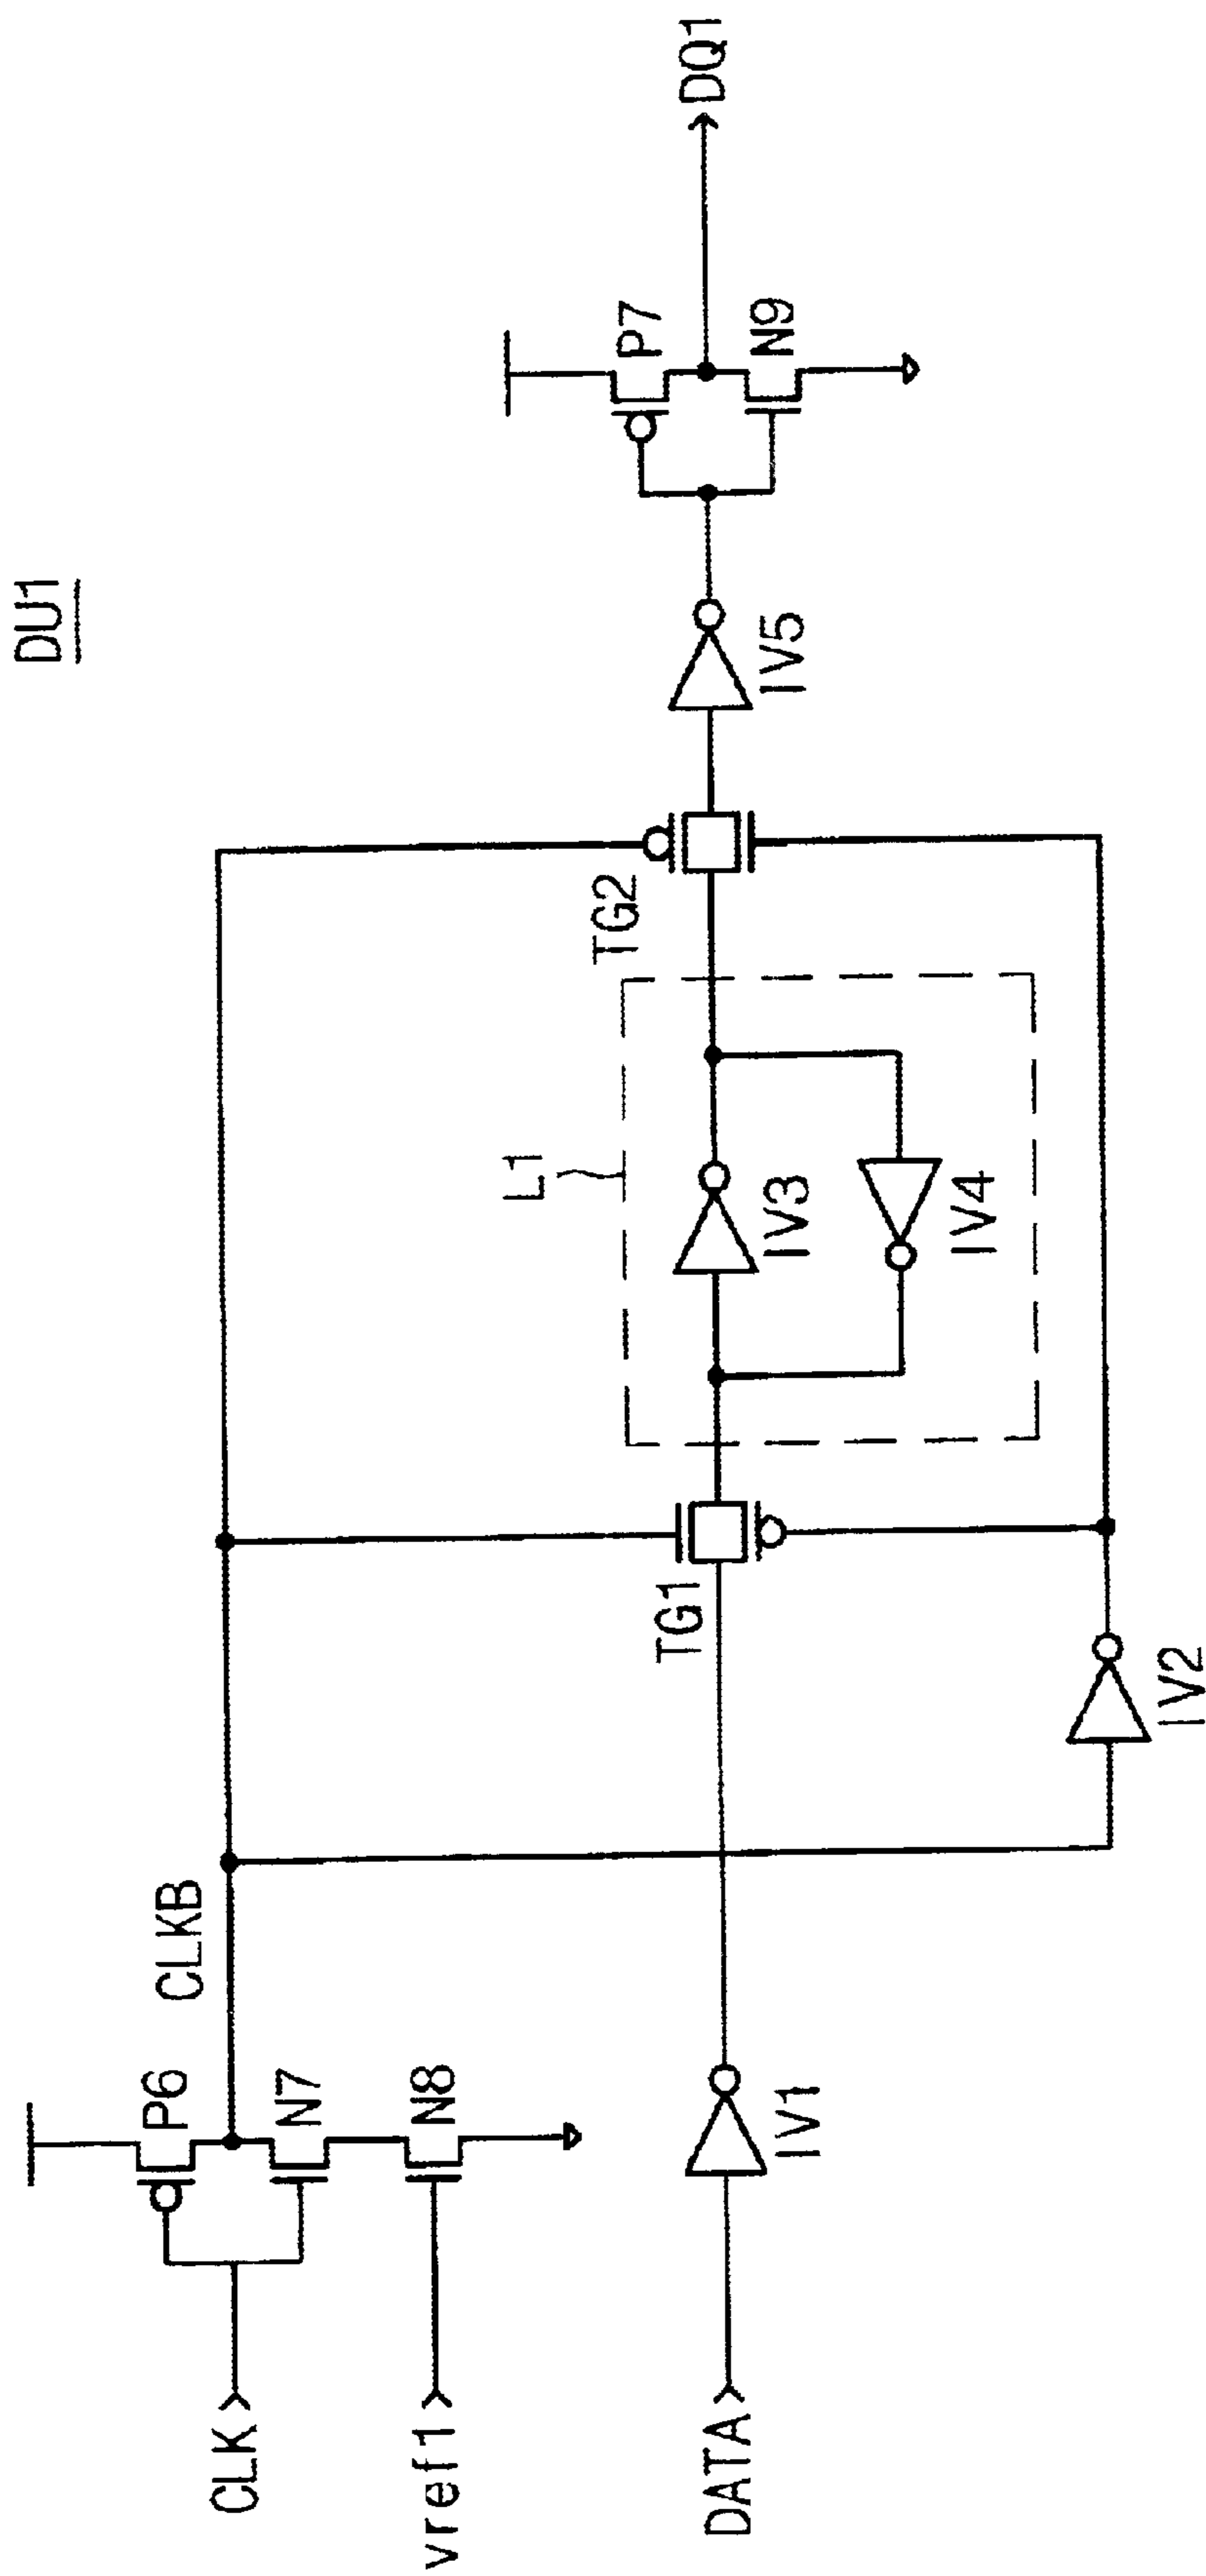 DU1
CLK
vref1
DATA
P6
N7
N8
CLKB
IV1
IV2
TG1
L1
IV3
IV4
TG2
IV5
P7
N9
DQ1